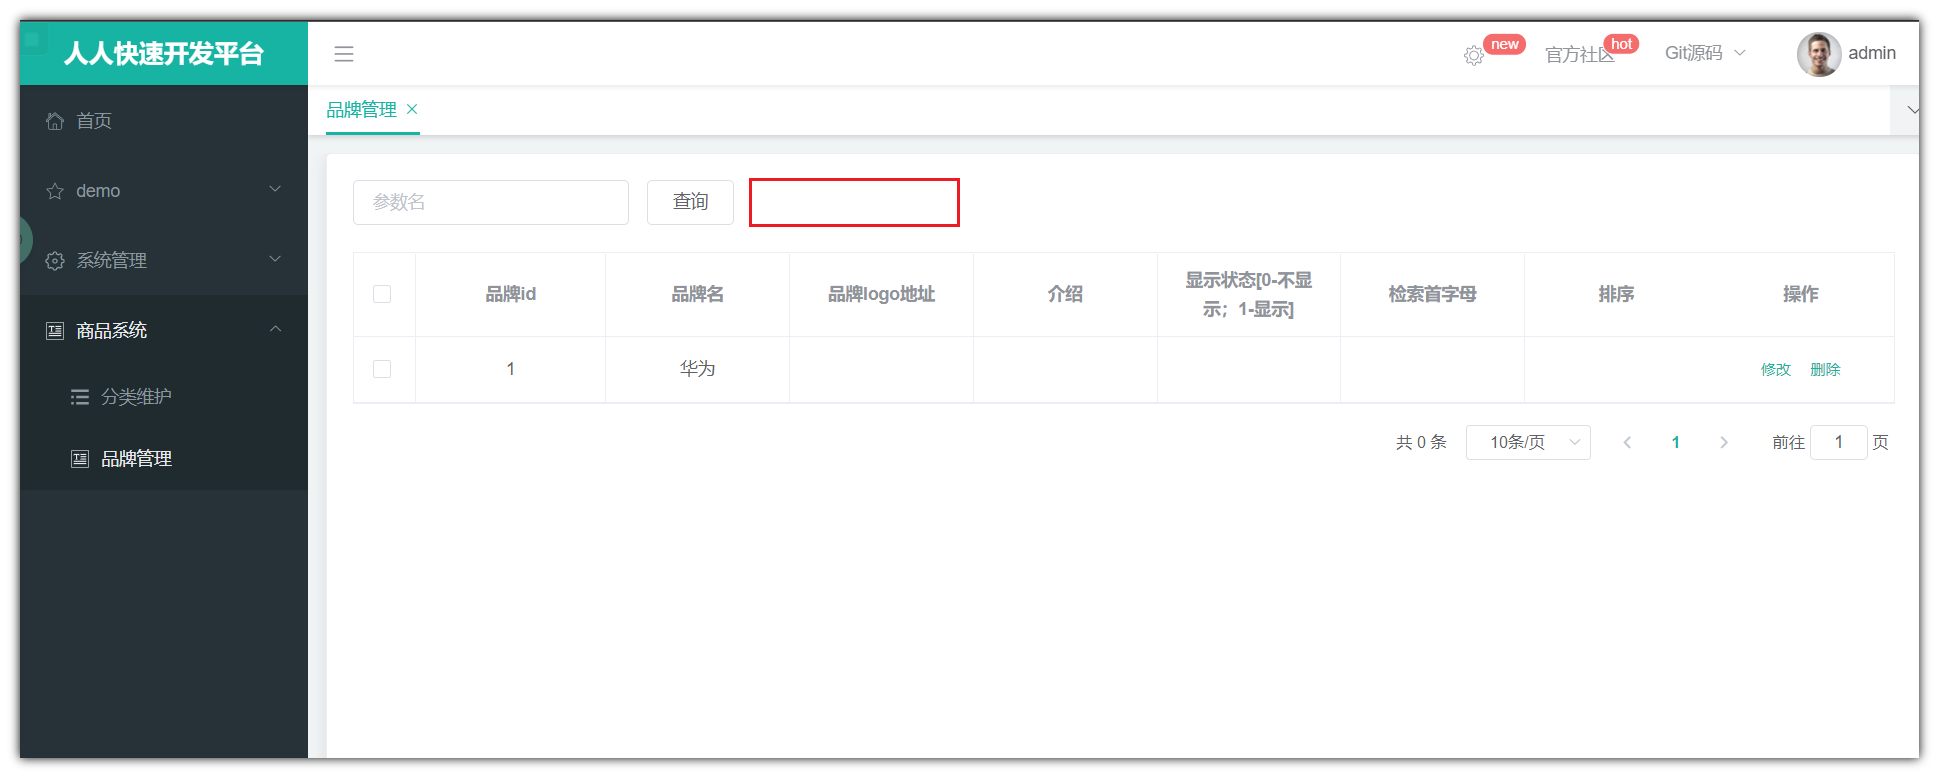 人人快速开发平台
new
官方社区
hot
Git源码
admin
首页
demo
系统管理
商品系统
分类维护
品牌管理
品牌管理
参数名
查询
品牌id
品牌名
品牌logo地址
介绍
显示状态[0-不显
示；1-显示]
检索首字母
排序
操作
1
华为
修改
删除
共 0 条
10条/页
1
前往
1
页